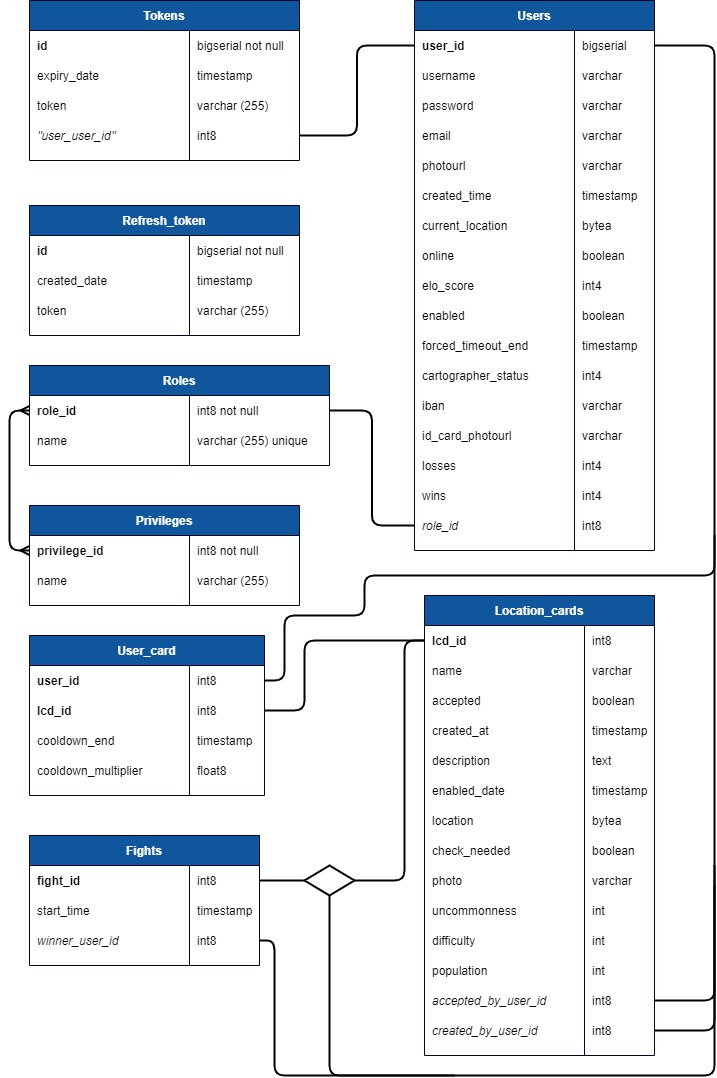 Tokens
id bigserial not null
expiry_date timestamp
token varchar (255)
"user_user_id" int8
Users
user_id bigserial
username varchar
password varchar
email varchar
photourl varchar
created_time timestamp
current_location bytea
online boolean
elo_score int4
enabled boolean
forced_timeout_end timestamp
cartographer_status int4
iban varchar
id_card_photourl varchar
losses int4
wins int4
role_id int8
Refresh_token
id bigserial not null
created_date timestamp
token varchar (255)
Roles
role_id int8 not null
name varchar (255) unique
Privileges
privilege_id int8 not null
name varchar (255)
User_card
user_id int8
lcd_id int8
cooldown_end timestamp
cooldown_multiplier float8
Location_cards
lcd_id int8
name varchar
accepted boolean
created_at timestamp
description text
enabled_date timestamp
location bytea
check_needed boolean
photo varchar
uncommonness int
difficulty int
population int
accepted_by_user_id int8
created_by_user_id int8
Fights
fight_id int8
start_time timestamp
winner_user_id int8